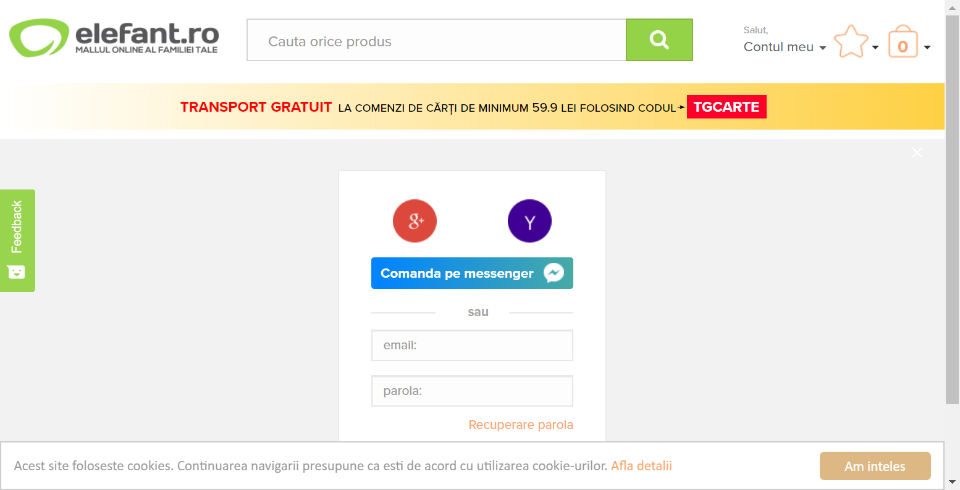 elefant.ro
MALLUL ONLINE AL FAMILIEI TALE
Cauta orice produs
Salut,
Contul meu
0
TRANSPORT GRATUIT LA COMENZI DE CĂRȚI DE MINIMUM 59.9 LEI FOLOSIND CODUL TGCARTE
Feedback
g+
Y
Comanda pe messenger
sau
email:
parola:
Recuperare parola
Acest site foloseste cookies. Continuarea navigarii presupune ca esti de acord cu utilizarea cookie-urilor. Afla detalii
Am inteles